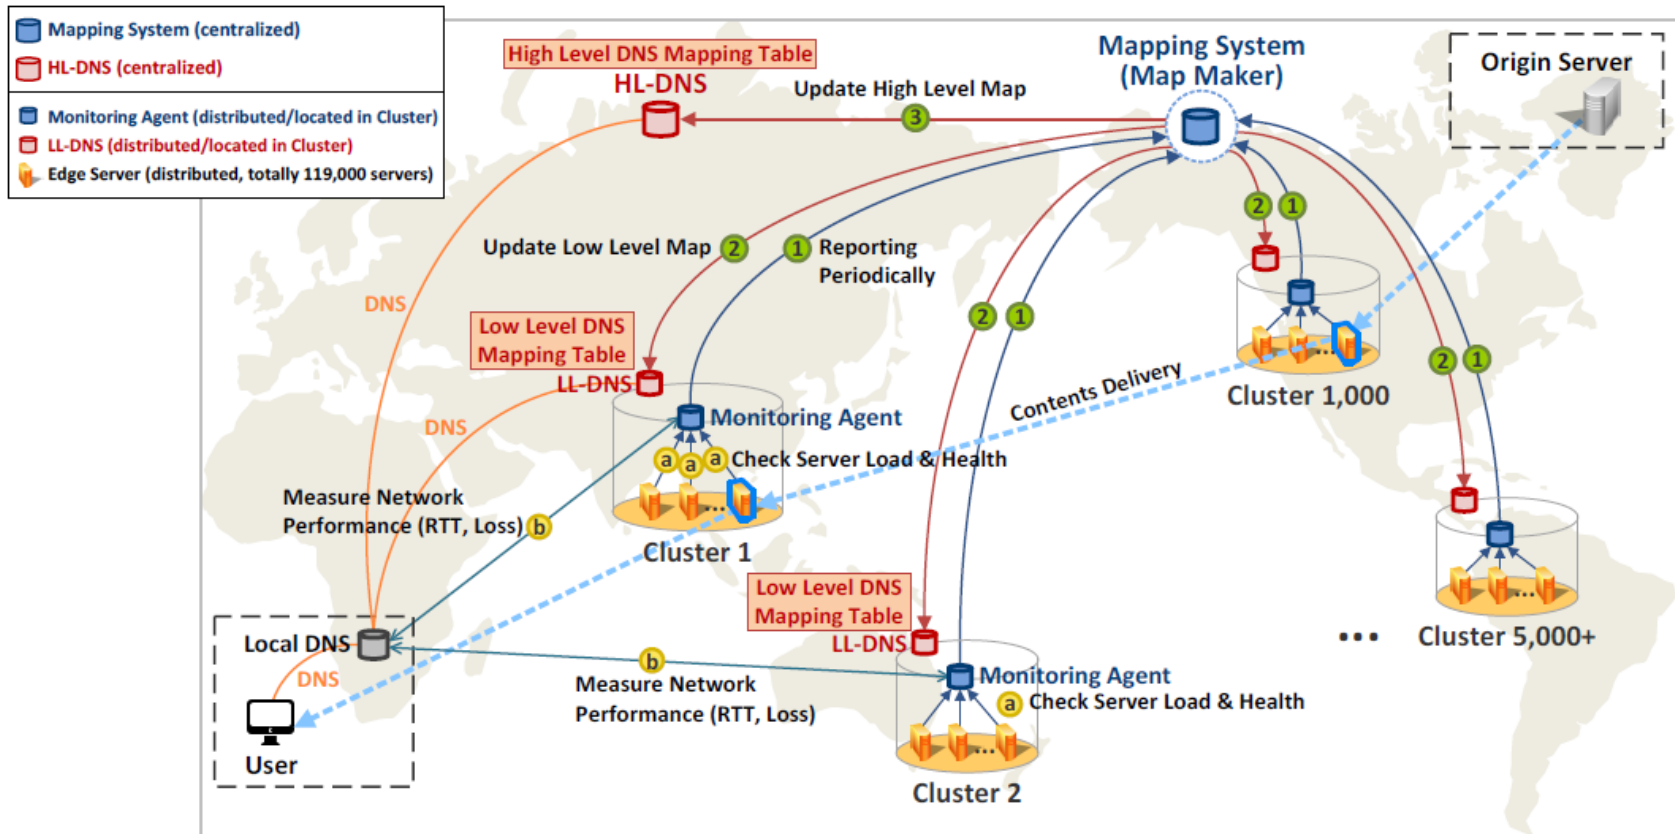 Mapping System (centralized)
HL-DNS (centralized)
Monitoring Agent (distributed/located in Cluster)
LL-DNS (distributed/located in Cluster)
Edge Server (distributed, totally 119,000 servers)
High Level DNS Mapping Table
HL-DNS
Update High Level Map
3
Mapping System
(Map Maker)
Origin Server
Update Low Level Map
2
1
Reporting
Periodically
2
1
DNS
Low Level DNS
Mapping Table
LL-DNS
2
1
2
1
DNS
Monitoring Agent
a
a
a
Check Server Load & Health
...
Cluster 1
Contents Delivery
...
Cluster 1,000
Measure Network
Performance (RTT, Loss)
b
Low Level DNS
Mapping Table
LL-DNS
...
Cluster 5,000+
...
Local DNS
DNS
User
b
Measure Network
Performance (RTT, Loss)
Monitoring Agent
a
Check Server Load & Health
...
Cluster 2